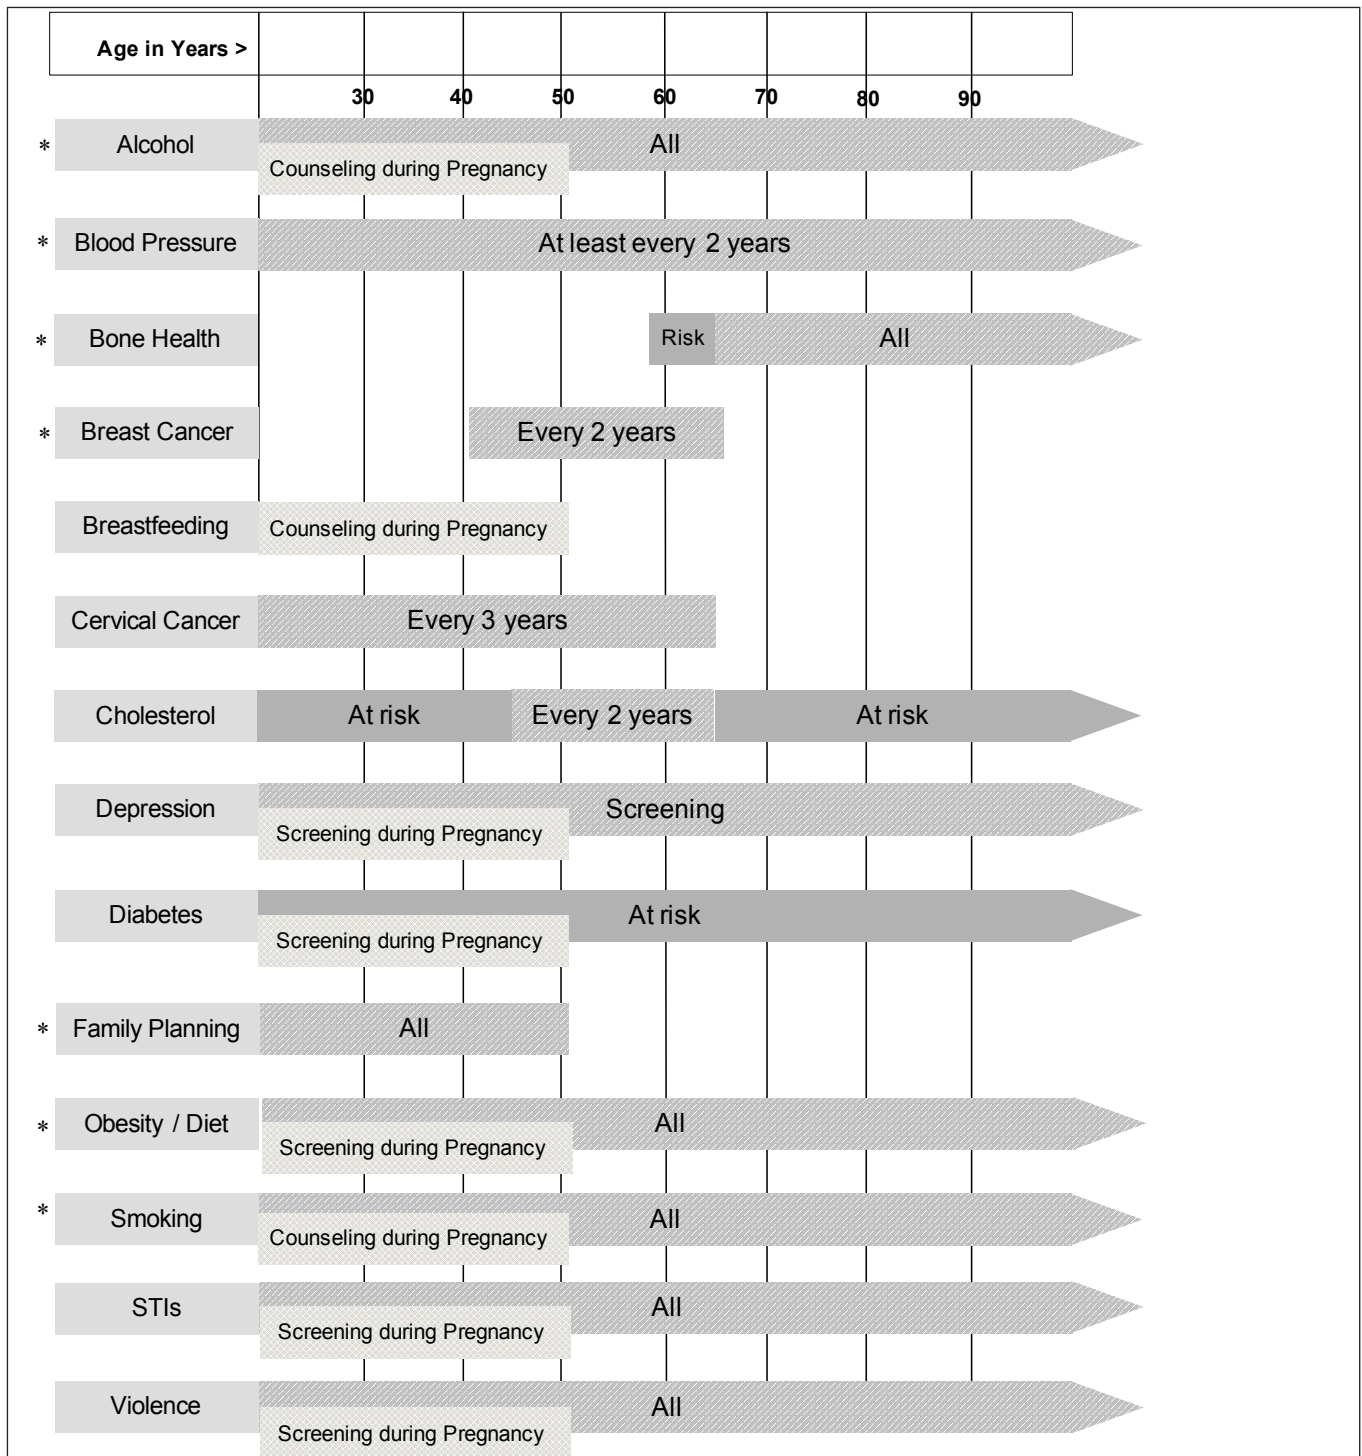 Age in Years >
30 40 50 60 70 80 90
* Alcohol All
Counseling during Pregnancy
* Blood Pressure At least every 2 years
* Bone Health Risk All
* Breast Cancer Every 2 years
Breastfeeding Counseling during Pregnancy
Cervical Cancer Every 3 years
Cholesterol At risk Every 2 years At risk
Depression Screening
Screening during Pregnancy
Diabetes At risk
Screening during Pregnancy
* Family Planning All
* Obesity / Diet All
Screening during Pregnancy
* Smoking All
Counseling during Pregnancy
STIs All
Screening during Pregnancy
Violence All
Screening during Pregnancy